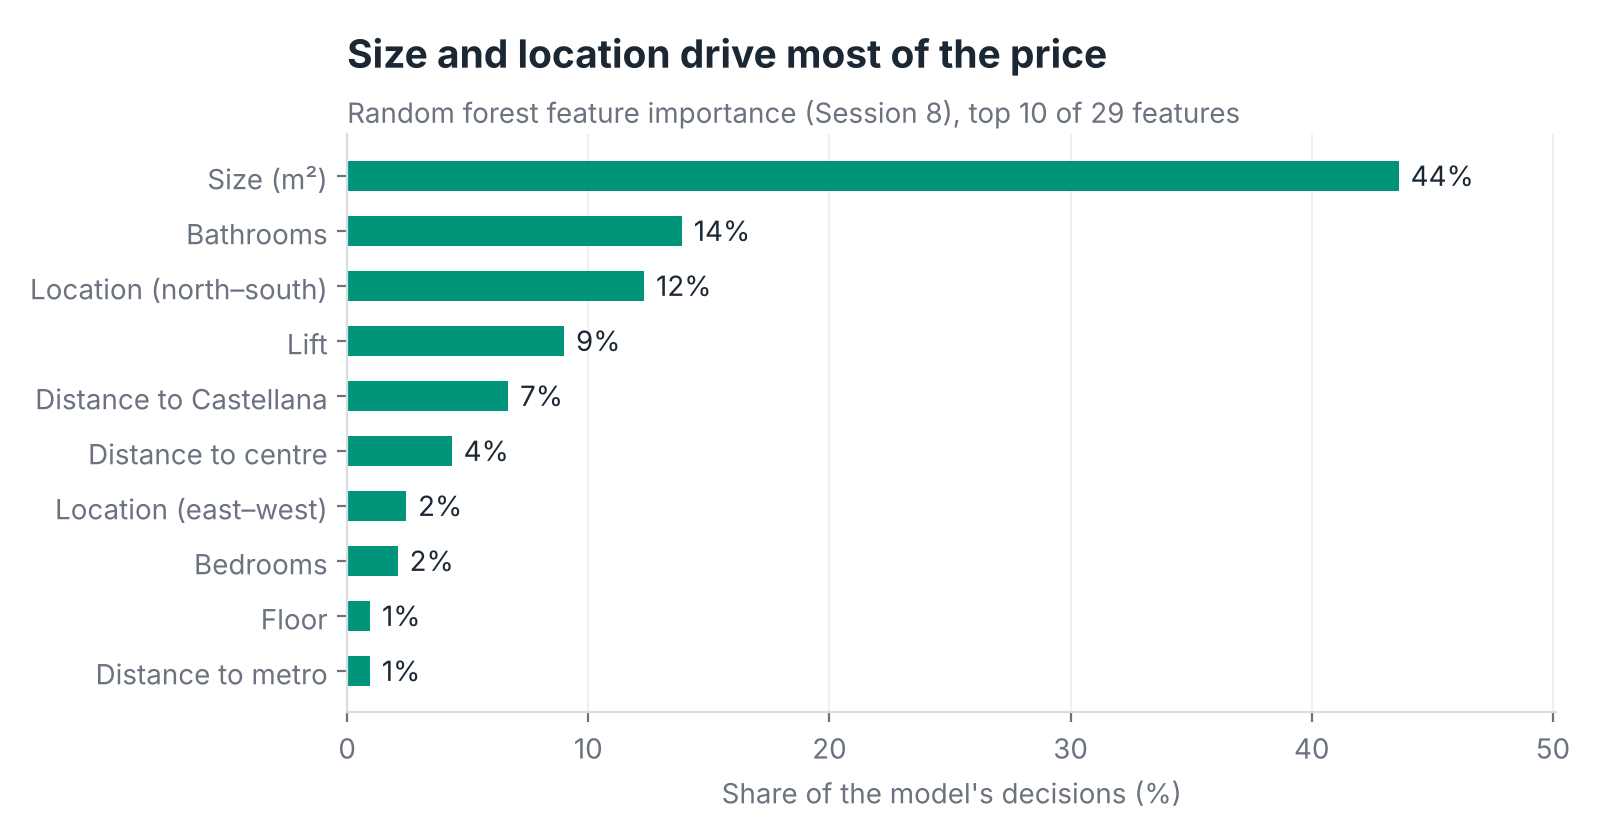 Size and location drive most of the price
Random forest feature importance (Session 8), top 10 of 29 features
Size (m²) 44%
Bathrooms 14%
Location (north–south) 12%
Lift 9%
Distance to Castellana 7%
Distance to centre 4%
Location (east–west) 2%
Bedrooms 2%
Floor 1%
Distance to metro 1%
0 10 20 30 40 50
Share of the model's decisions (%)